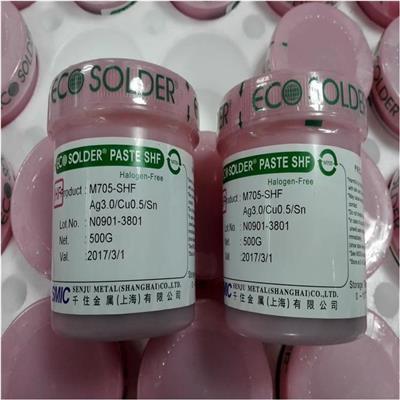 ECO SOLDER
ECO SOLDER® PASTE SHF
Halogen-Free
Product : M705-SHF
Ag3.0/Cu0.5/Sn
Lot No. : N0901-3801
Net. : 500G
Val. : 2017/3/1
SMIC
SENJU METAL(SHANGHAI)CO.,LTD.
千住金属(上海)有限公司
ECO SOLDER
ECO SOLDER® PASTE SHF
Halogen-Free
Product : M705-SHF
Ag3.0/Cu0.5/Sn
Lot No. : N0901-3801
Net. : 500G
Val. : 2017/3/1
SMIC
SENJU METAL(SHANGHAI)CO.,LTD.
千住金属(上海)有限公司